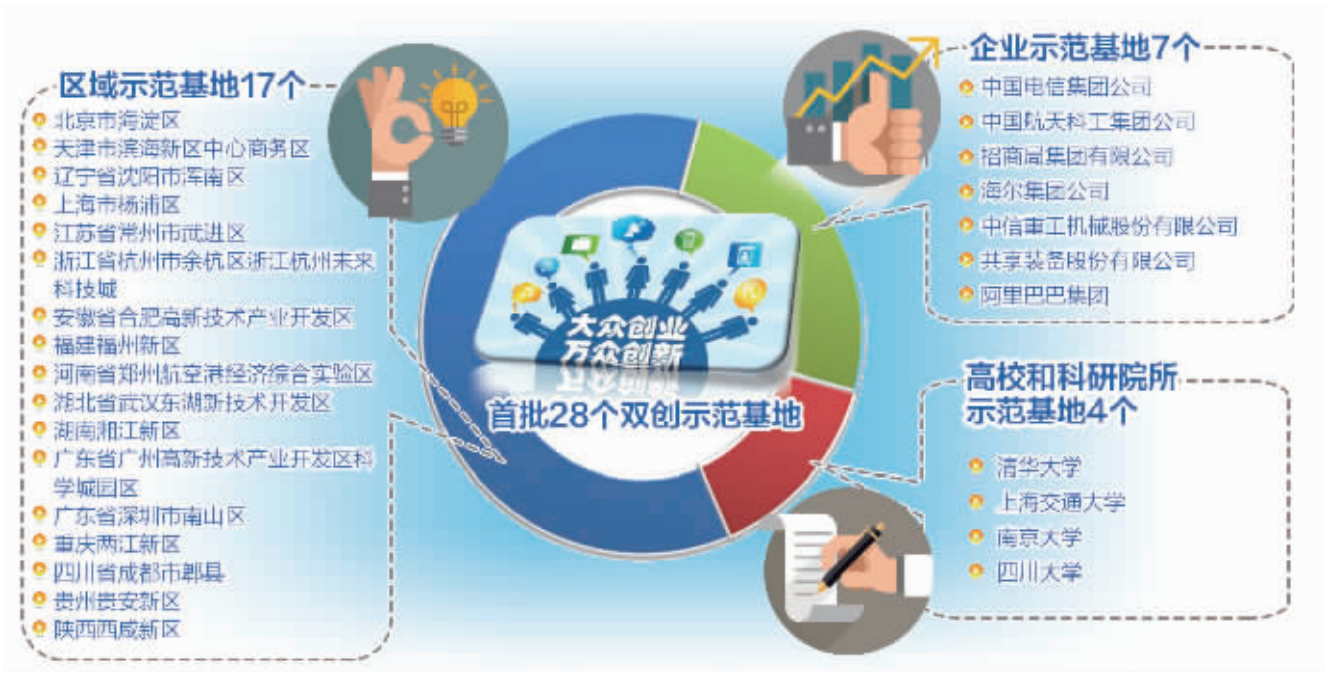 区域示范基地17个
北京市海淀区
天津市滨海新区中心商务区
辽宁省沈阳市浑南区
上海市杨浦区
江苏省常州市武进区
浙江省杭州市余杭区浙江杭州未来
科技城
安徽省合肥高新技术产业开发区
福建福州新区
河南省郑州航空港经济综合实验区
湖北省武汉东湖新技术开发区
湖南湘江新区
广东省广州高新技术产业开发区科
学城园区
广东省深圳市南山区
重庆两江新区
四川省成都市郫县
贵州贵安新区
陕西西咸新区
大众创业
万众创新
首批28个双创示范基地
企业示范基地7个
中国电信集团公司
中国航天科工集团公司
招商局集团有限公司
海尔集团公司
中信重工机械股份有限公司
共享装备股份有限公司
阿里巴巴集团
高校和科研院所
示范基地4个
清华大学
上海交通大学
南京大学
四川大学